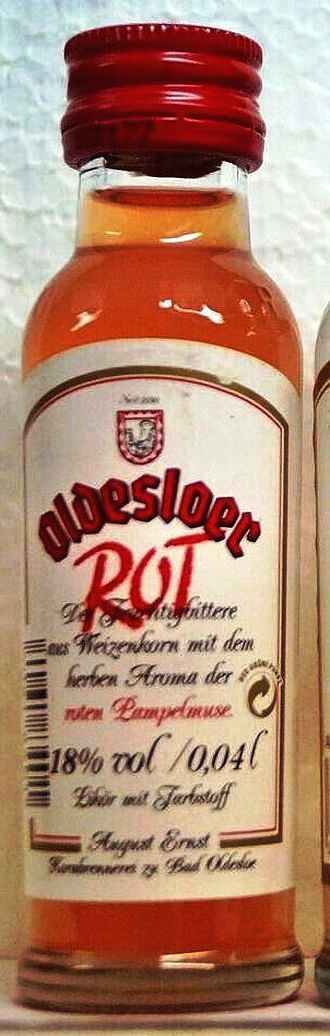 oldesloer
ROT
Der Fruchtigbittere
aus Weizenkorn mit dem
herben Aroma der
roten Pampelmuse.
18% vol / 0,04 l
Likör mit Farbstoff
August Ernst
Kornbrennerei zu Bad Oldesloe